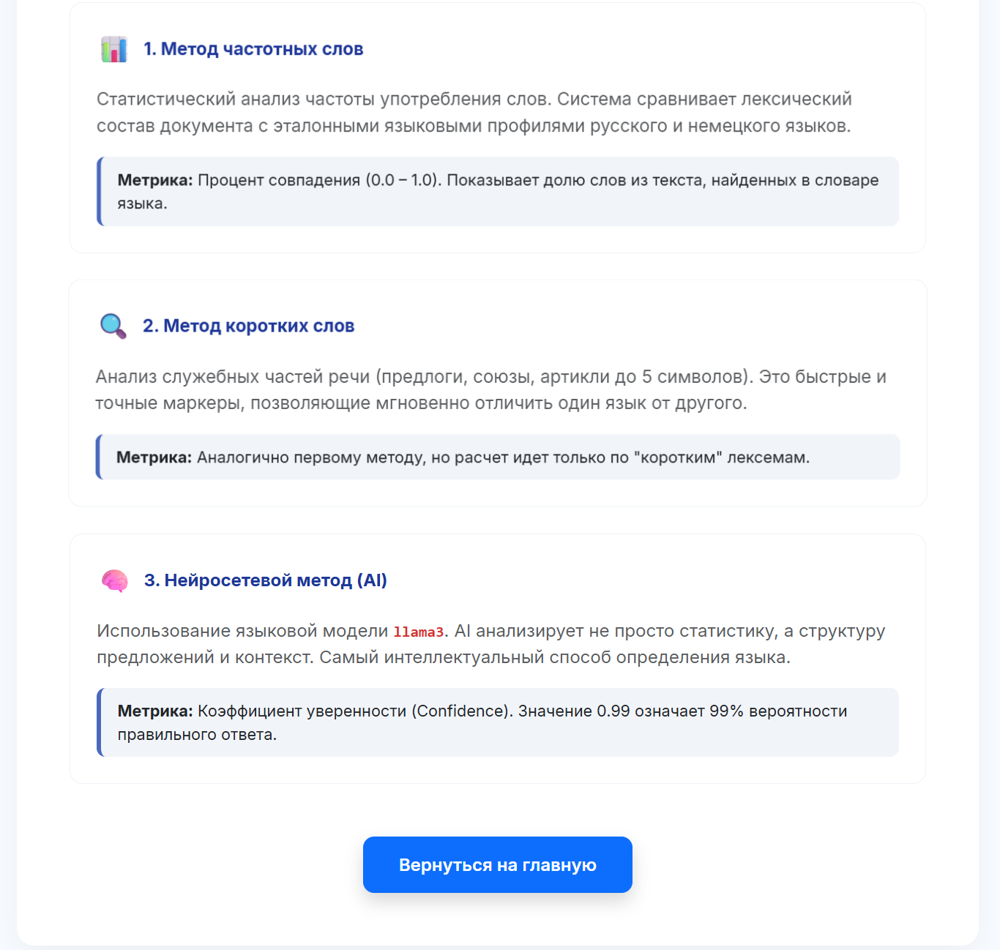 1. Метод частотных слов
Статистический анализ частоты употребления слов. Система сравнивает лексический
состав документа с эталонными языковыми профилями русского и немецкого языков.
Метрика: Процент совпадения (0.0 – 1.0). Показывает долю слов из текста, найденных в словаре
языка.
2. Метод коротких слов
Анализ служебных частей речи (предлоги, союзы, артикли до 5 символов). Это быстрые и
точные маркеры, позволяющие мгновенно отличить один язык от другого.
Метрика: Аналогично первому методу, но расчет идет только по "коротким" лексемам.
3. Нейросетевой метод (AI)
Использование языковой модели llama3. AI анализирует не просто статистику, а структуру
предложений и контекст. Самый интеллектуальный способ определения языка.
Метрика: Коэффициент уверенности (Confidence). Значение 0.99 означает 99% вероятности
правильного ответа.
Вернуться на главную